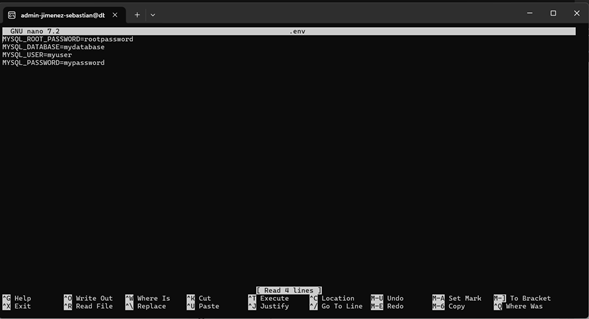 admin-jimenez-sebastian@dt
GNU nano 7.2 .env
MYSQL_ROOT_PASSWORD=rootpassword
MYSQL_DATABASE=mydatabase
MYSQL_USER=myuser
MYSQL_PASSWORD=mypassword
[ Read 4 lines ]
^G Help ^O Write Out ^W Where Is ^K Cut ^T Execute ^C Location M-U Undo M-A Set Mark M-] To Bracket
^X Exit ^R Read File ^\ Replace ^U Paste ^J Justify ^/ Go To Line M-E Redo M-6 Copy ^Q Where Was